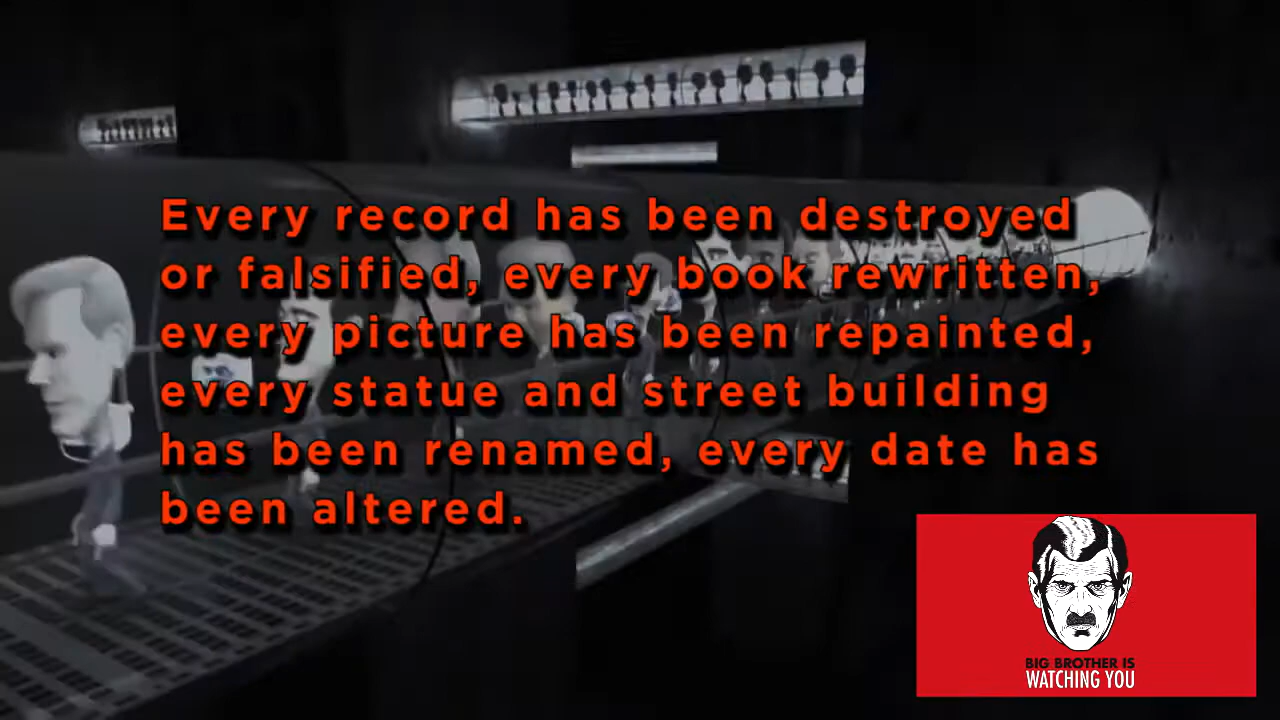 Every record has been destroyed
or falsified, every book rewritten,
every picture has been repainted,
every statue and street building
has been renamed, every date has
been altered.
BIG BROTHER IS
WATCHING YOU